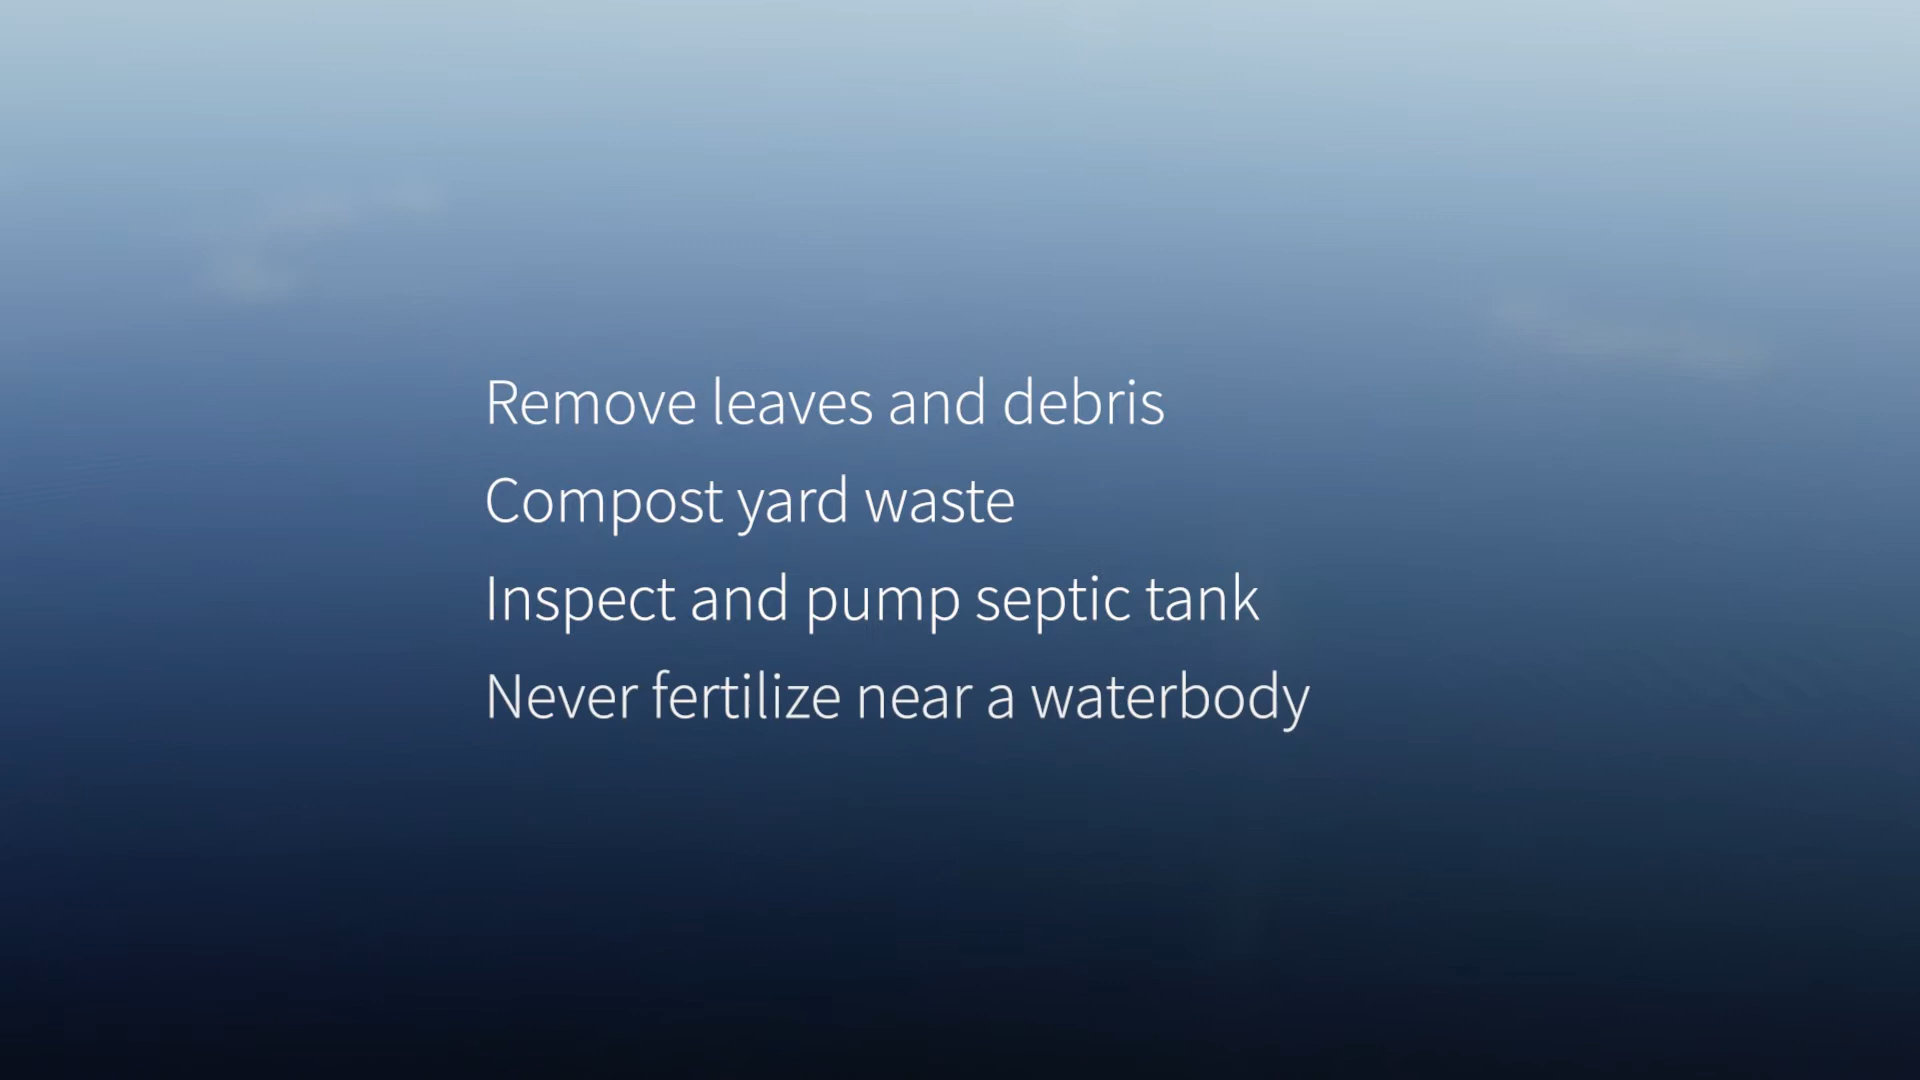 Remove leaves and debris
Compost yard waste
Inspect and pump septic tank
Never fertilize near a waterbody